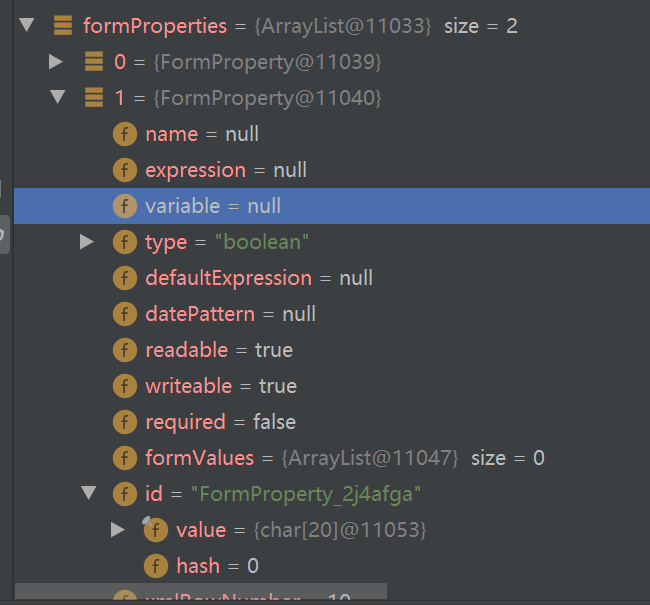 formProperties = {ArrayList@11033} size = 2
0 = {FormProperty@11039}
1 = {FormProperty@11040}
f name = null
f expression = null
f variable = null
f type = "boolean"
f defaultExpression = null
f datePattern = null
f readable = true
f writeable = true
f required = false
f formValues = {ArrayList@11047} size = 0
f id = "FormProperty_2j4afga"
f value = {char[20]@11053}
f hash = 0
xmlRowNumber = 10